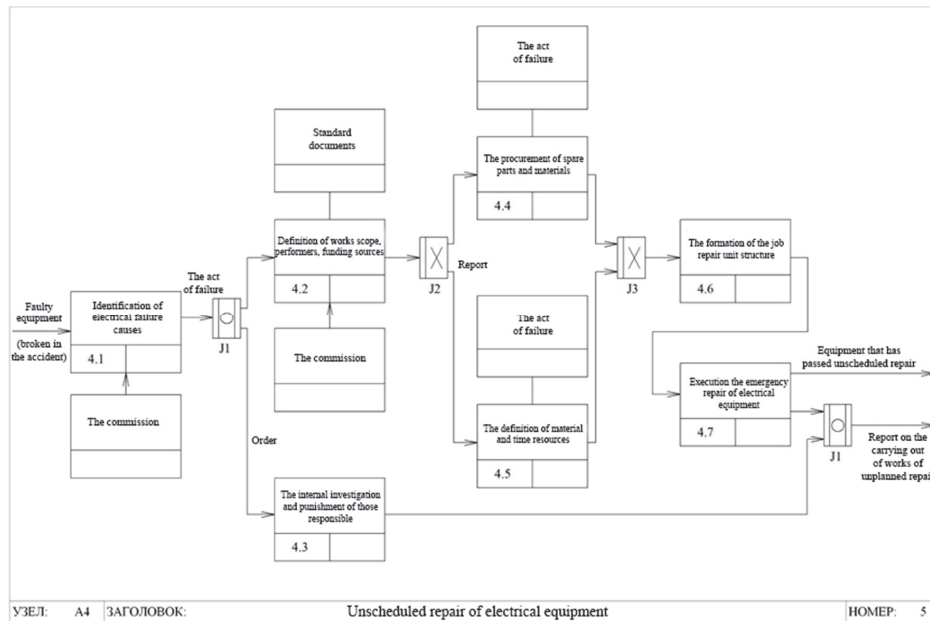 The act
of failure
Standard
documents
The procurement of spare
parts and materials
4.4
Definition of works scope,
performers, funding sources
4.2
J2
Report
J3
The formation of the job
repair unit structure
4.6
The act
of failure
J1
Faulty
equipment
(broken in
the accident)
Identification of
electrical failure
causes
4.1
The commission
The commission
The act
of failure
The definition of material
and time resources
4.5
Equipment that has
passed unscheduled repair
Execution the emergency
repair of electrical
equipment
4.7
J1
Report on the
carrying out
of works of
unplanned repair
Order
The internal investigation
and punishment of those
responsible
4.3
УЗЕЛ: A4 ЗАГОЛОВОК: Unscheduled repair of electrical equipment НОМЕР: 5